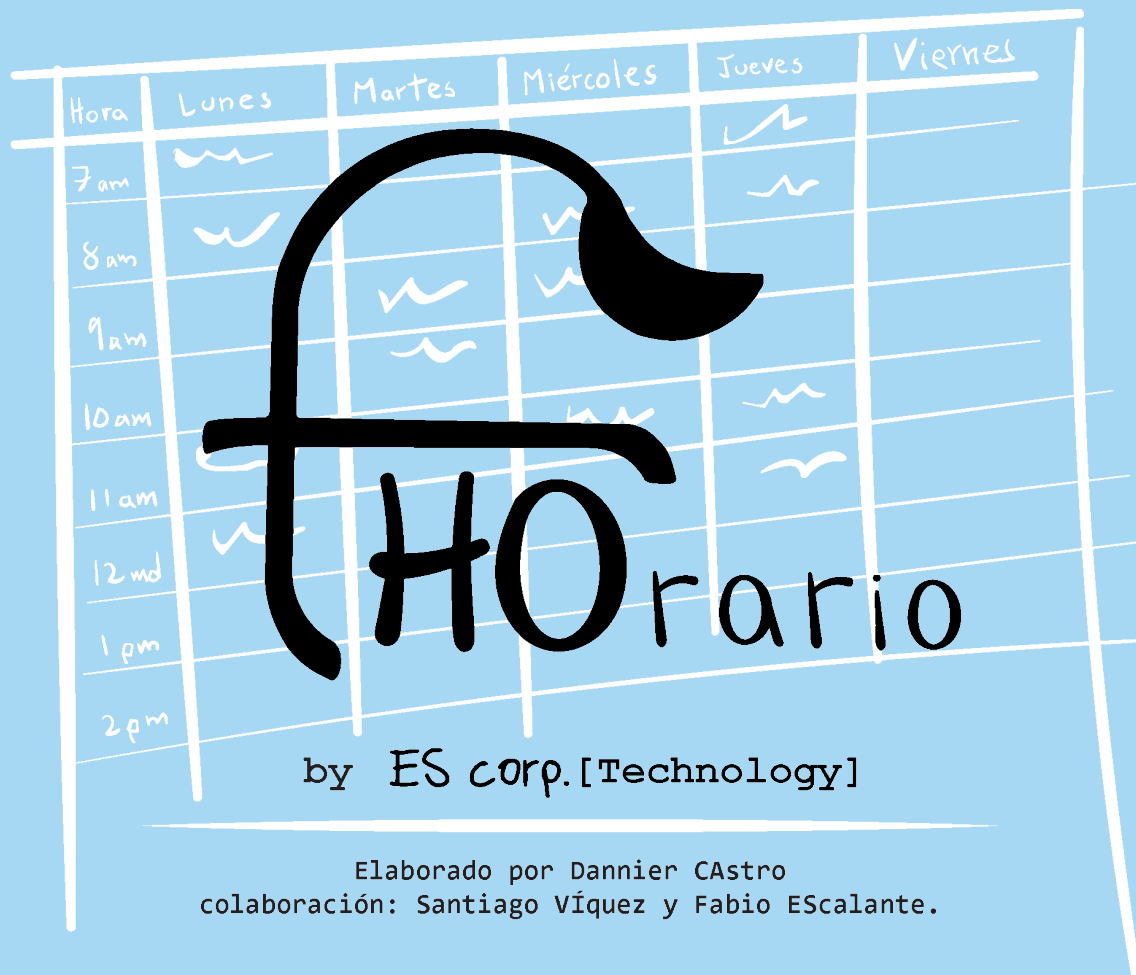 Hora Lunes Martes Miércoles Jueves Viernes
7am
8am
9am
10am
11am
12md
1pm
2pm
HOrario
by ES corp.[Technology]
Elaborado por Dannier CAstro
colaboración: Santiago VÍquez y Fabio EScalante.